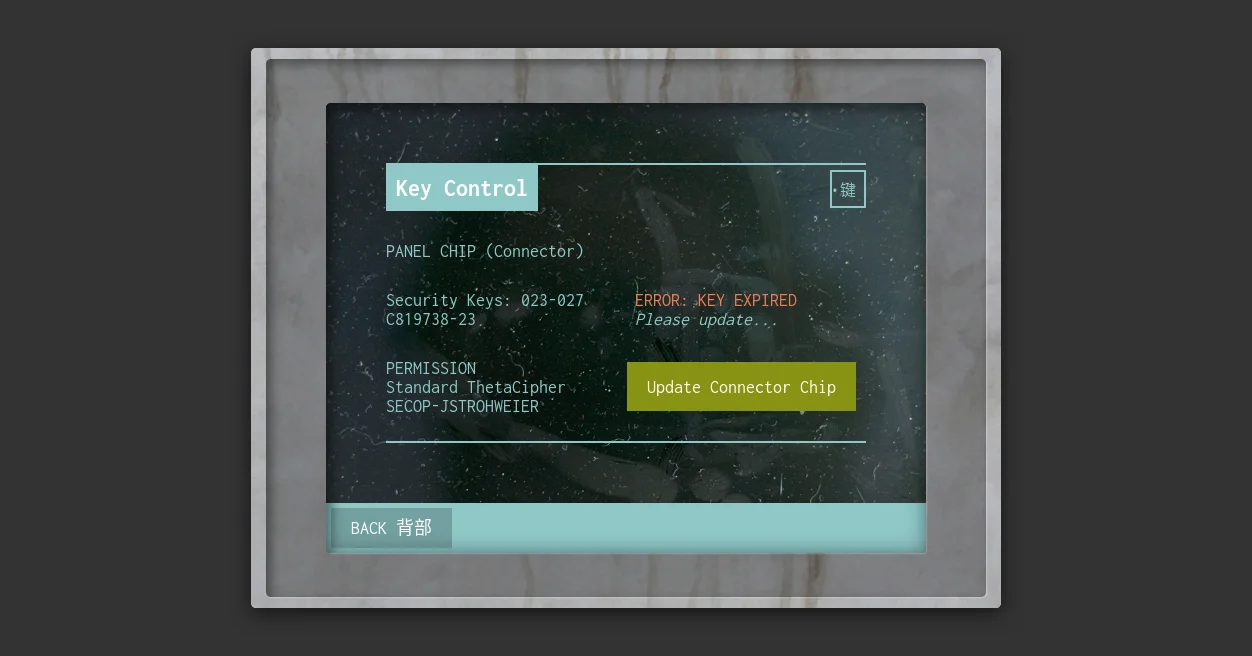 Key Control
键
PANEL CHIP (Connector)
Security Keys: 023-027
C819738-23
ERROR: KEY EXPIRED
Please update...
PERMISSION
Standard ThetaCipher
SECOP-JSTROHWEIER
Update Connector Chip
BACK 背部